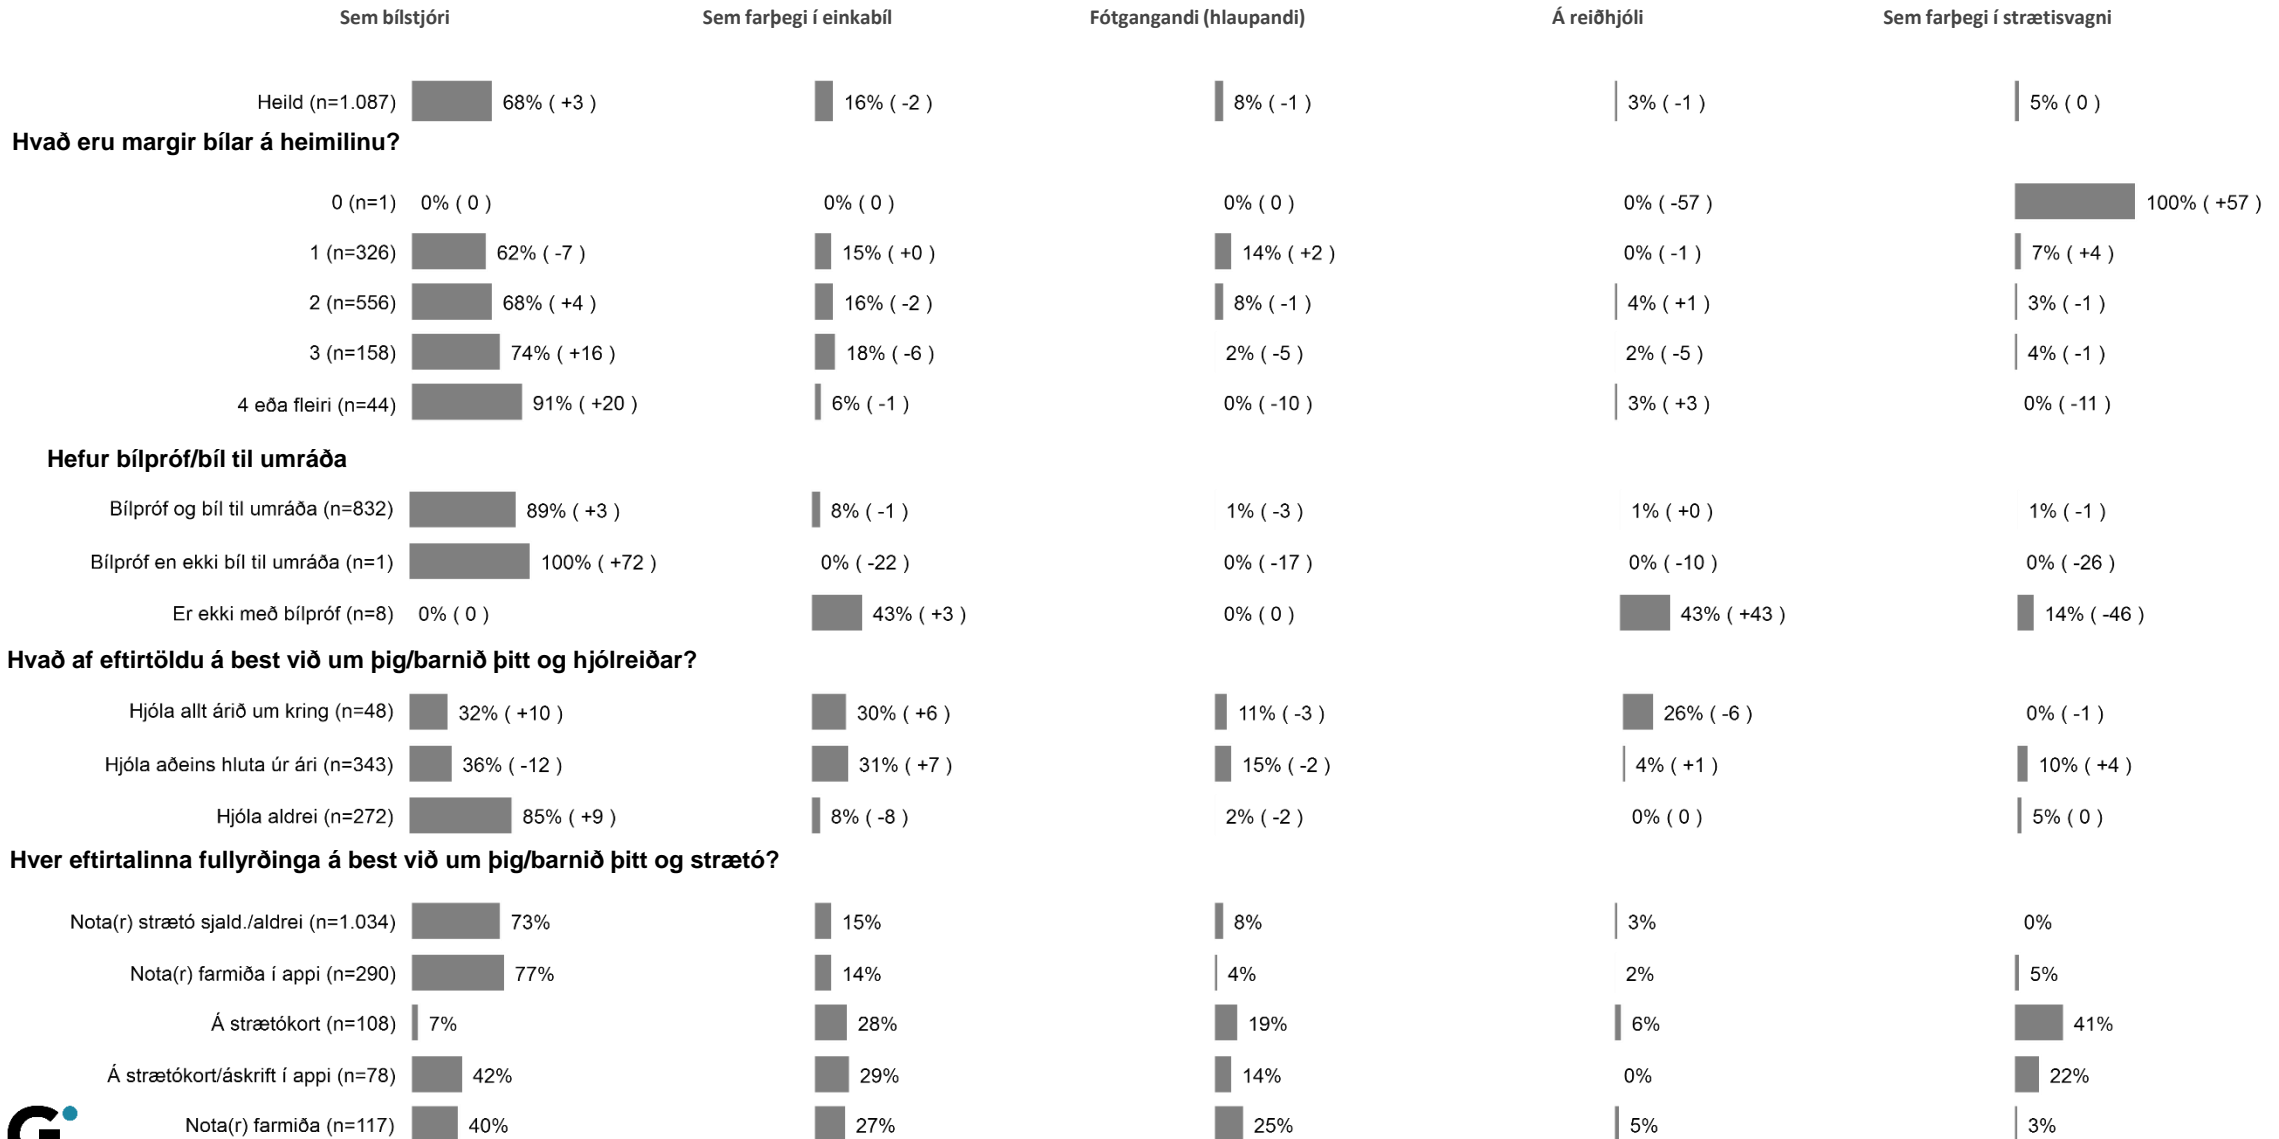 Sem bílstjóri Sem farþegi í einkabíl Fótgangandi (hlaupandi) Á reiðhjóli Sem farþegi í strætisvagni
Heild (n=1.087) 68% ( +3 ) 16% ( -2 ) 8% ( -1 ) 3% ( -1 ) 5% ( 0 )
Hvað eru margir bílar á heimilinu?
0 (n=1) 0% ( 0 ) 0% ( 0 ) 0% ( 0 ) 0% ( -57 ) 100% ( +57 )
1 (n=326) 62% ( -7 ) 15% ( +0 ) 14% ( +2 ) 0% ( -1 ) 7% ( +4 )
2 (n=556) 68% ( +4 ) 16% ( -2 ) 8% ( -1 ) 4% ( +1 ) 3% ( -1 )
3 (n=158) 74% ( +16 ) 18% ( -6 ) 2% ( -5 ) 2% ( -5 ) 4% ( -1 )
4 eða fleiri (n=44) 91% ( +20 ) 6% ( -1 ) 0% ( -10 ) 3% ( +3 ) 0% ( -11 )
Hefur bílpróf/bíl til umráða
Bílpróf og bíl til umráða (n=832) 89% ( +3 ) 8% ( -1 ) 1% ( -3 ) 1% ( +0 ) 1% ( -1 )
Bílpróf en ekki bíl til umráða (n=1) 100% ( +72 ) 0% ( -22 ) 0% ( -17 ) 0% ( -10 ) 0% ( -26 )
Er ekki með bílpróf (n=8) 0% ( 0 ) 43% ( +3 ) 0% ( 0 ) 43% ( +43 ) 14% ( -46 )
Hvað af eftirtöldu á best við um þig/barnið þitt og hjólreiðar?
Hjóla allt árið um kring (n=48) 32% ( +10 ) 30% ( +6 ) 11% ( -3 ) 26% ( -6 ) 0% ( -1 )
Hjóla aðeins hluta úr ári (n=343) 36% ( -12 ) 31% ( +7 ) 15% ( -2 ) 4% ( +1 ) 10% ( +4 )
Hjóla aldrei (n=272) 85% ( +9 ) 8% ( -8 ) 2% ( -2 ) 0% ( 0 ) 5% ( 0 )
Hver eftirtalinna fullyrðinga á best við um þig/barnið þitt og strætó?
Nota(r) strætó sjald./aldrei (n=1.034) 73% 15% 8% 3% 0%
Nota(r) farmiða í appi (n=290) 77% 14% 4% 2% 5%
Á strætókort (n=108) 7% 28% 19% 6% 41%
Á strætókort/áskrift í appi (n=78) 42% 29% 14% 0% 22%
Nota(r) farmiða (n=117) 40% 27% 25% 5% 3%